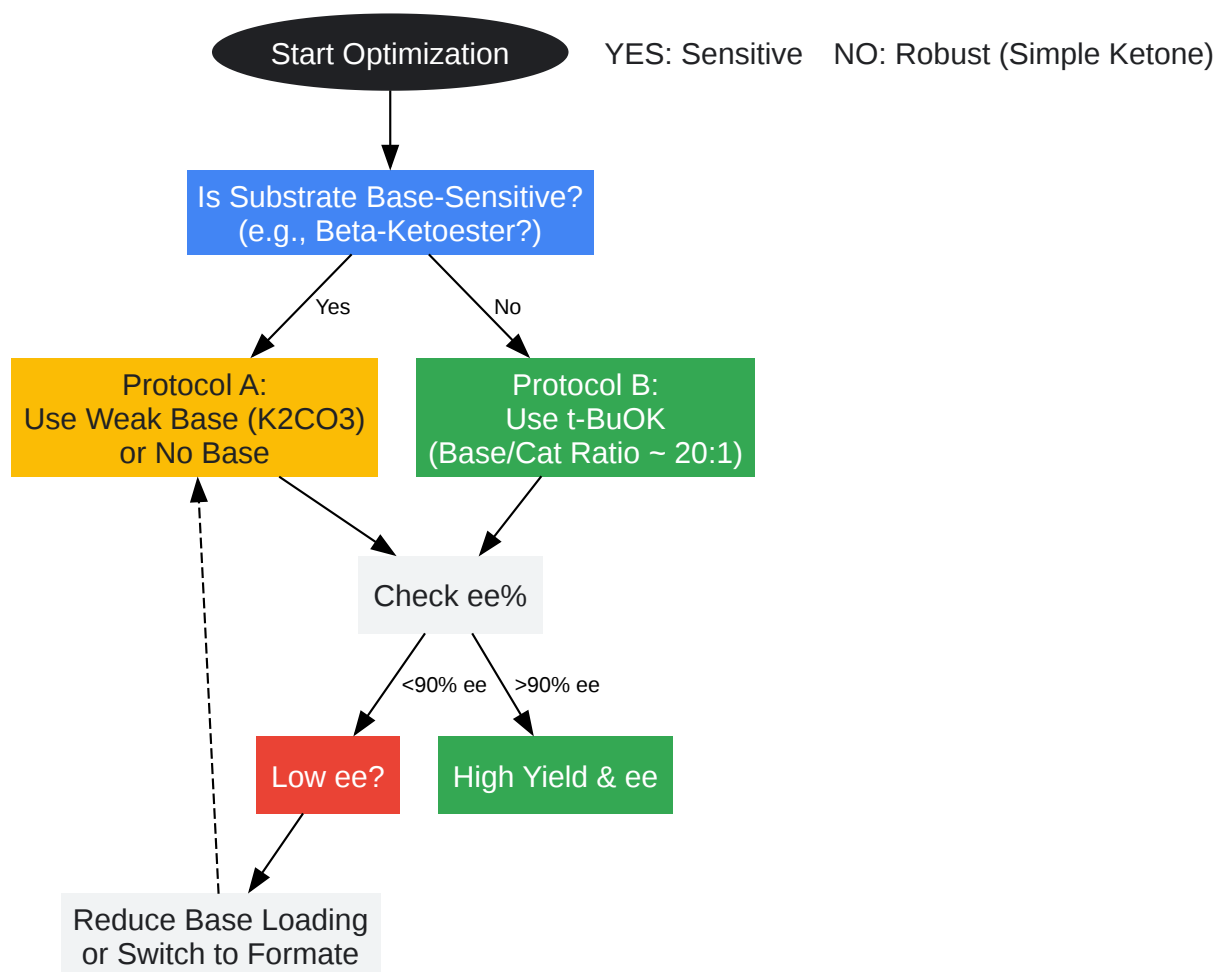 Start Optimization
YES: Sensitive
NO: Robust (Simple Ketone)
Is Substrate Base-Sensitive?
(e.g., Beta-Ketoester?)
Yes
No
Protocol A:
Use Weak Base (K2CO3)
or No Base
Protocol B:
Use t-BuOK
(Base/Cat Ratio ~ 20:1)
Check ee%
<90% ee
>90% ee
Low ee?
High Yield & ee
Reduce Base Loading
or Switch to Formate